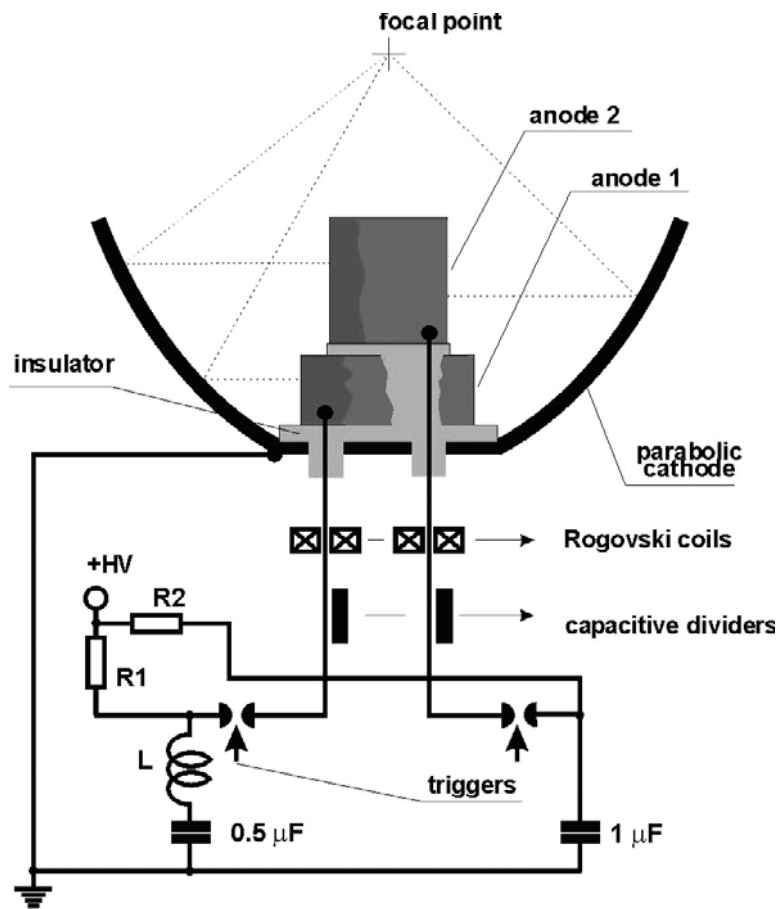 focal point
anode 2
anode 1
insulator
parabolic
cathode
Rogovski coils
+HV
R2
capacitive dividers
R1
L
triggers
0.5 µF
1 µF